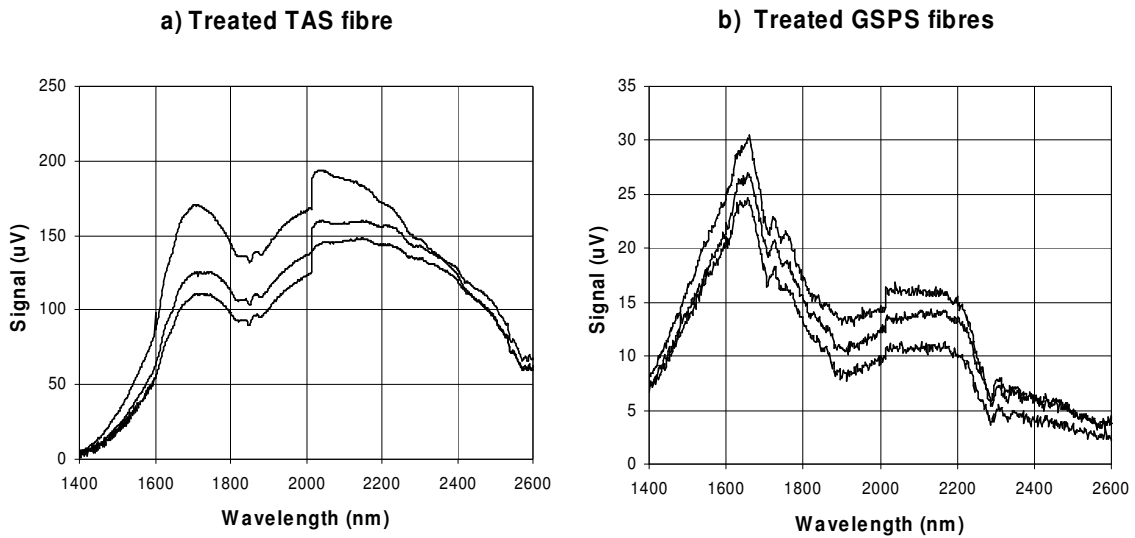 a) Treated TAS fibre
250
200
150
100
50
0
1400 1600 1800 2000 2200 2400 2600
Signal (uV)
Wavelength (nm)
b) Treated GSPS fibres
35
30
25
20
15
10
5
0
1400 1600 1800 2000 2200 2400 2600
Signal (uV)
Wavelength (nm)